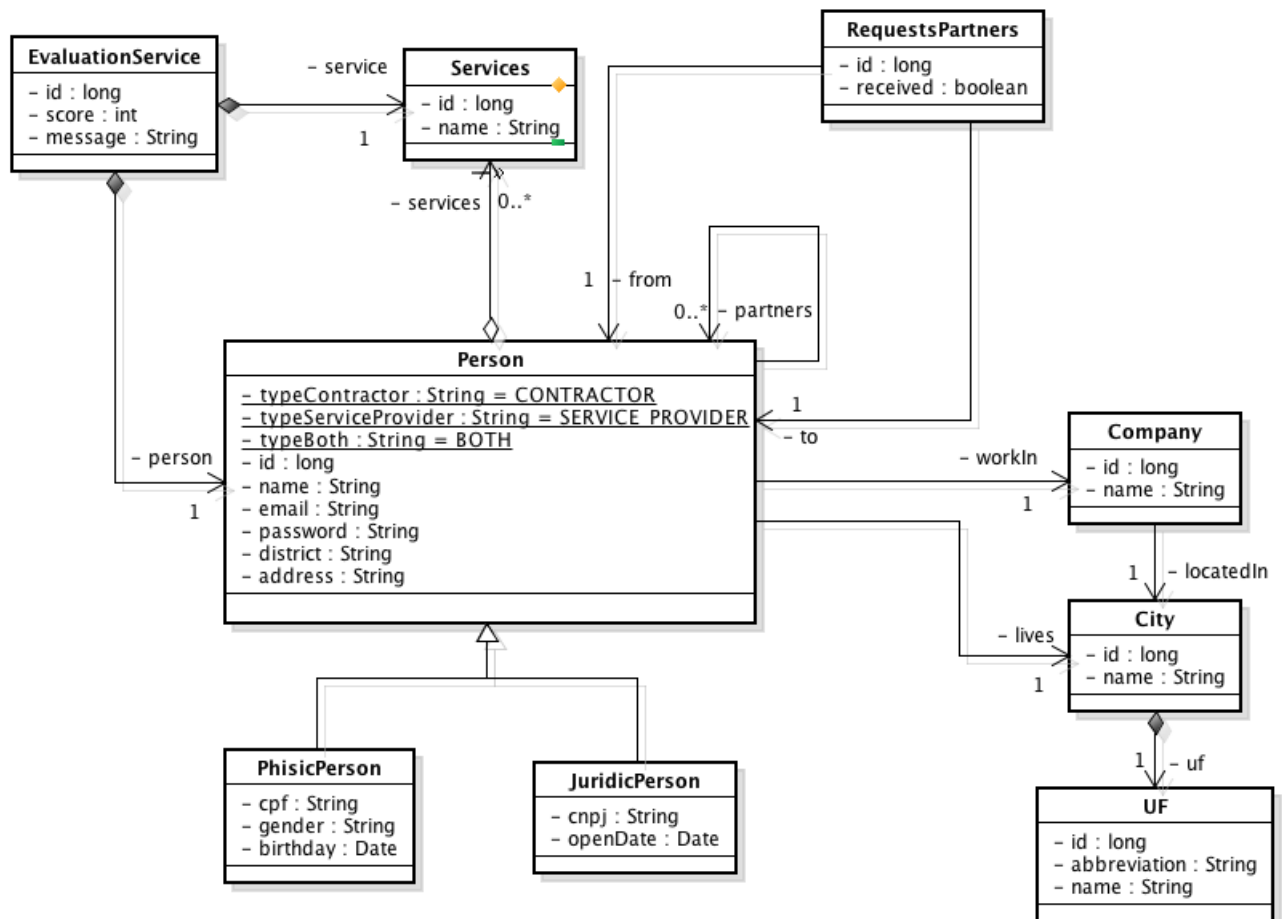 EvaluationService
- id : long
- score : int
- message : String
- service
1
Services
- id : long
- name : String
RequestsPartners
- id : long
- received : boolean
- services
0..*
1
- from
0..*
- partners
1
- to
Person
- typeContractor : String = CONTRACTOR
- typeServiceProvider : String = SERVICE_PROVIDER
- typeBoth : String = BOTH
- id : long
- name : String
- email : String
- password : String
- district : String
- address : String
- person
1
- workIn
1
Company
- id : long
- name : String
1
- locatedIn
- lives
1
City
- id : long
- name : String
1
- uf
PhisicPerson
- cpf : String
- gender : String
- birthday : Date
JuridicPerson
- cnpj : String
- openDate : Date
UF
- id : long
- abbreviation : String
- name : String